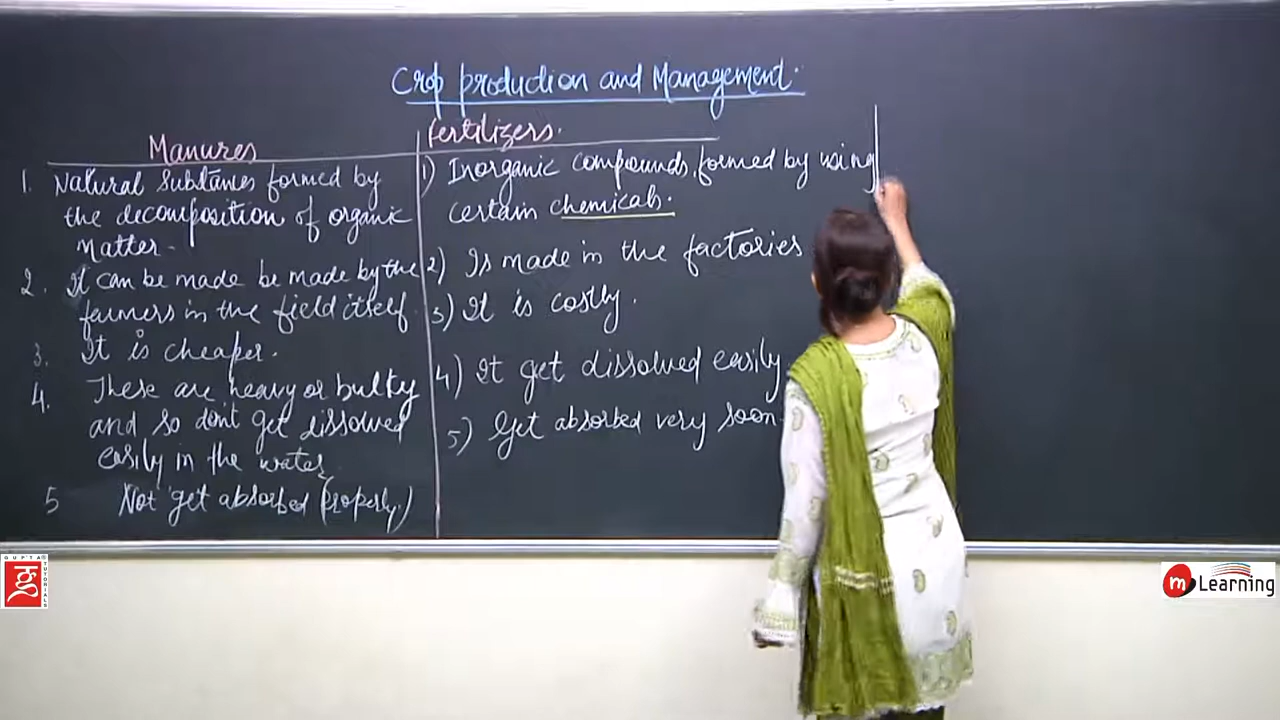 Crop production and Management.
Manures
1. Natural Substances formed by
the decomposition of organic
Matter.
2. It can be made be made by the
farmers in the field itself.
3. It is cheaper.
4. These are heavy or bulky
and so don't get dissolved
easily in the water
5 Not get absorbed (properly.)
fertilizers.
1) Inorganic compounds, formed by using
certain chemicals.
2) Is made in the factories
3) It is costly.
4) It get dissolved easily
5) Get absorbed very soon
GUPTA
TUTORIALS
m Learning